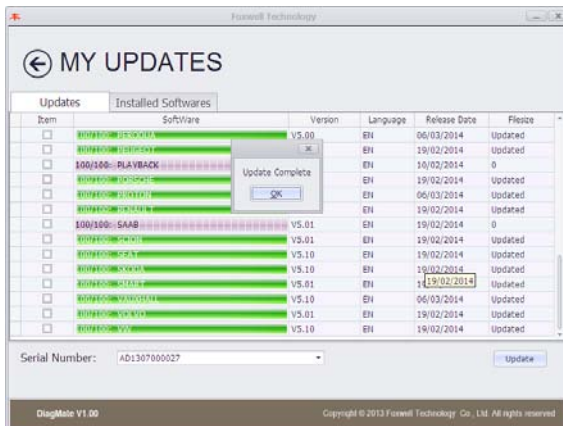 Foxwell Technology
MY UPDATES
Updates Installed Softwares
Item SoftWare Version Language Release Date Filesize
100/100: PERODUA V5.00 EN 06/03/2014 Updated
100/100: PEUGEOT EN 19/02/2014 Updated
100/100: PLAYBACK EN 10/02/2014 0
100/100: PORSCHE EN 19/02/2014 Updated
100/100: PROTON EN 06/03/2014 Updated
100/100: RENAULT EN 19/02/2014 Updated
100/100: SAAB V5.01 EN 19/02/2014 0
100/100: SCION V5.01 EN 19/02/2014 Updated
100/100: SEAT V5.10 EN 19/02/2014 Updated
100/100: SKODA V5.10 EN 19/02/2014 Updated
100/100: SMART V5.01 EN Updated
100/100: VAUXHALL V5.10 EN 06/03/2014 Updated
100/100: VOLVO V5.01 EN 19/02/2014 Updated
100/100: VW V5.10 EN 19/02/2014 Updated
Update Complete
OK
19/02/2014
Serial Number: AD1307000027 Update
DiagMate V1.00 Copyright © 2013 Foxwell Technology Co., Ltd. All rights reserved